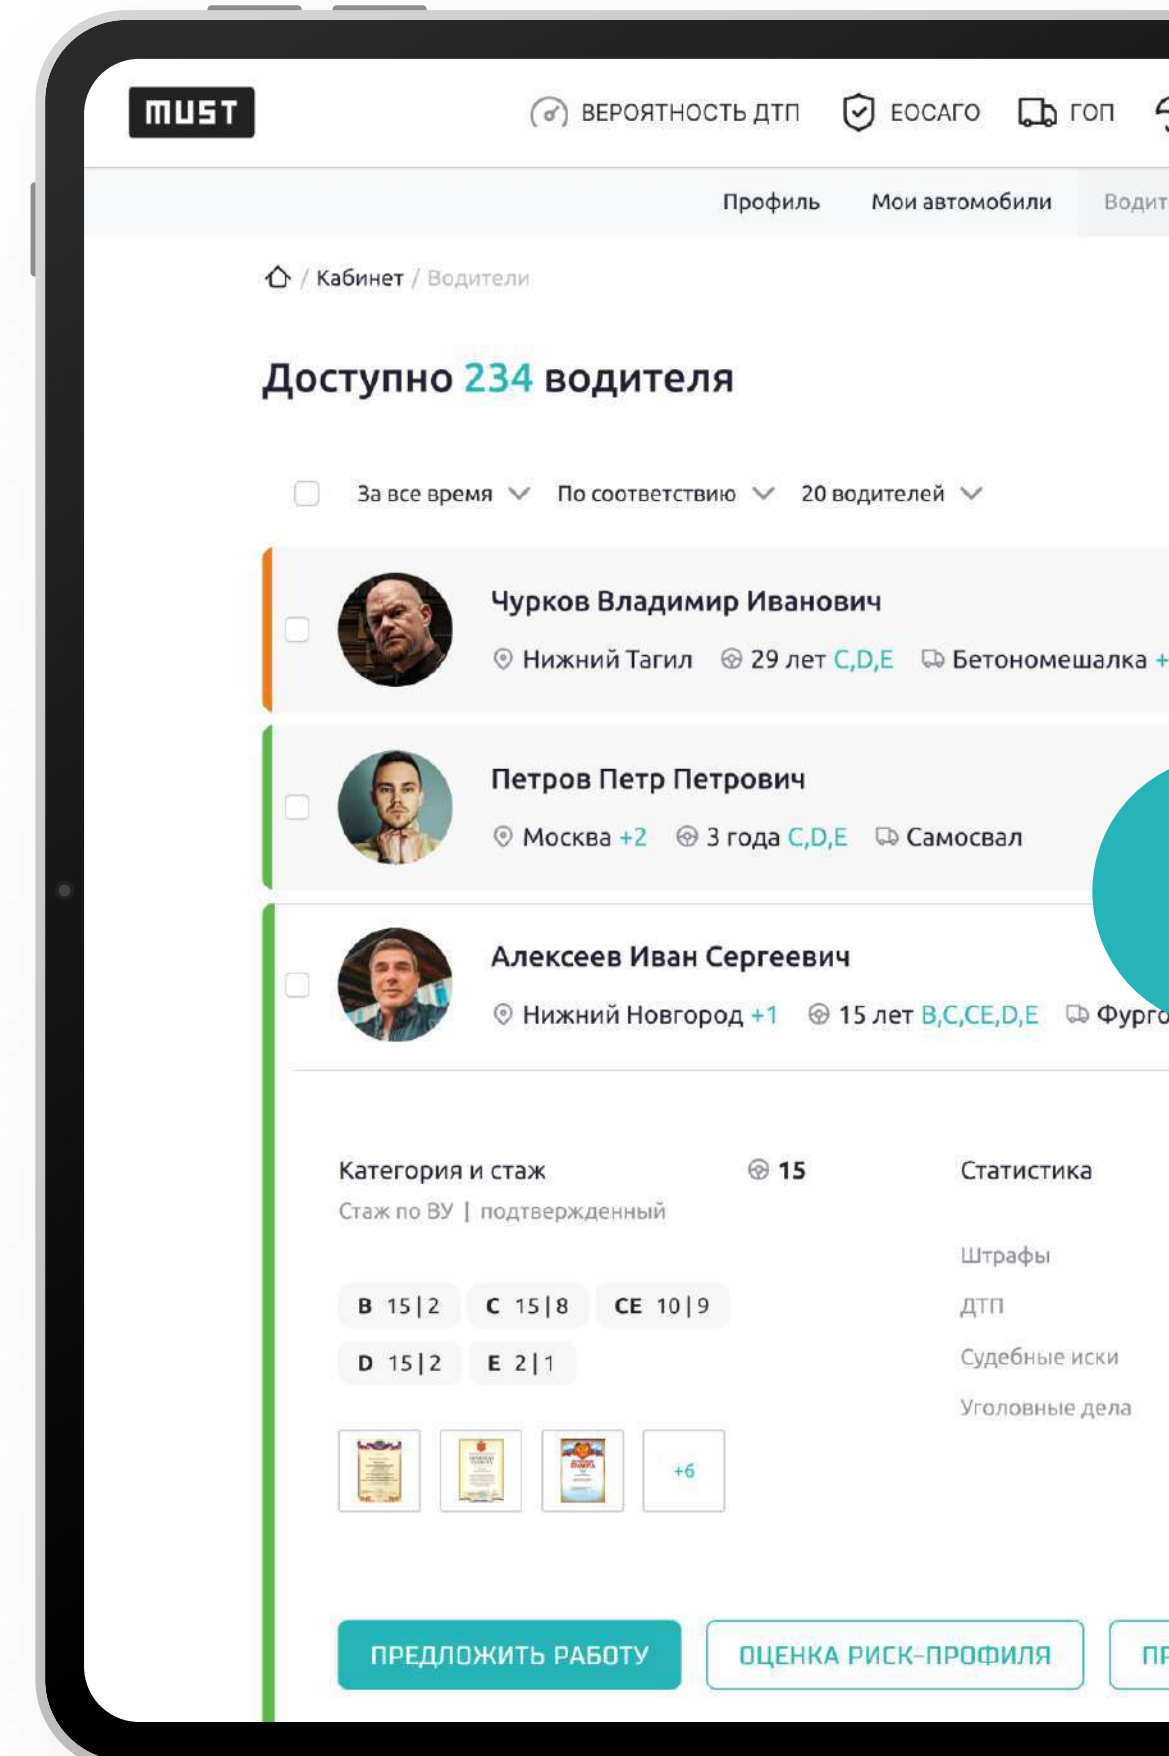 MUST
ВЕРОЯТНОСТЬ ДТП ЕОСАГО ГОП
Профиль Мои автомобили Водит
/ Кабинет / Водители
Доступно 234 водителя
За все время По соответствию 20 водителей
Чурков Владимир Иванович
Нижний Тагил 29 лет C,D,E Бетономешалка +
Петров Петр Петрович
Москва +2 3 года C,D,E Самосвал
Алексеев Иван Сергеевич
Нижний Новгород +1 15 лет B,C,CE,D,E Фурго
Категория и стаж 15 Статистика
Стаж по ВУ | подтвержденный
Штрафы
B 15|2 C 15|8 CE 10|9
ДТП
D 15|2 E 2|1
Судебные иски
Уголовные дела
+6
ПРЕДЛОЖИТЬ РАБОТУ ОЦЕНКА РИСК-ПРОФИЛЯ ПР